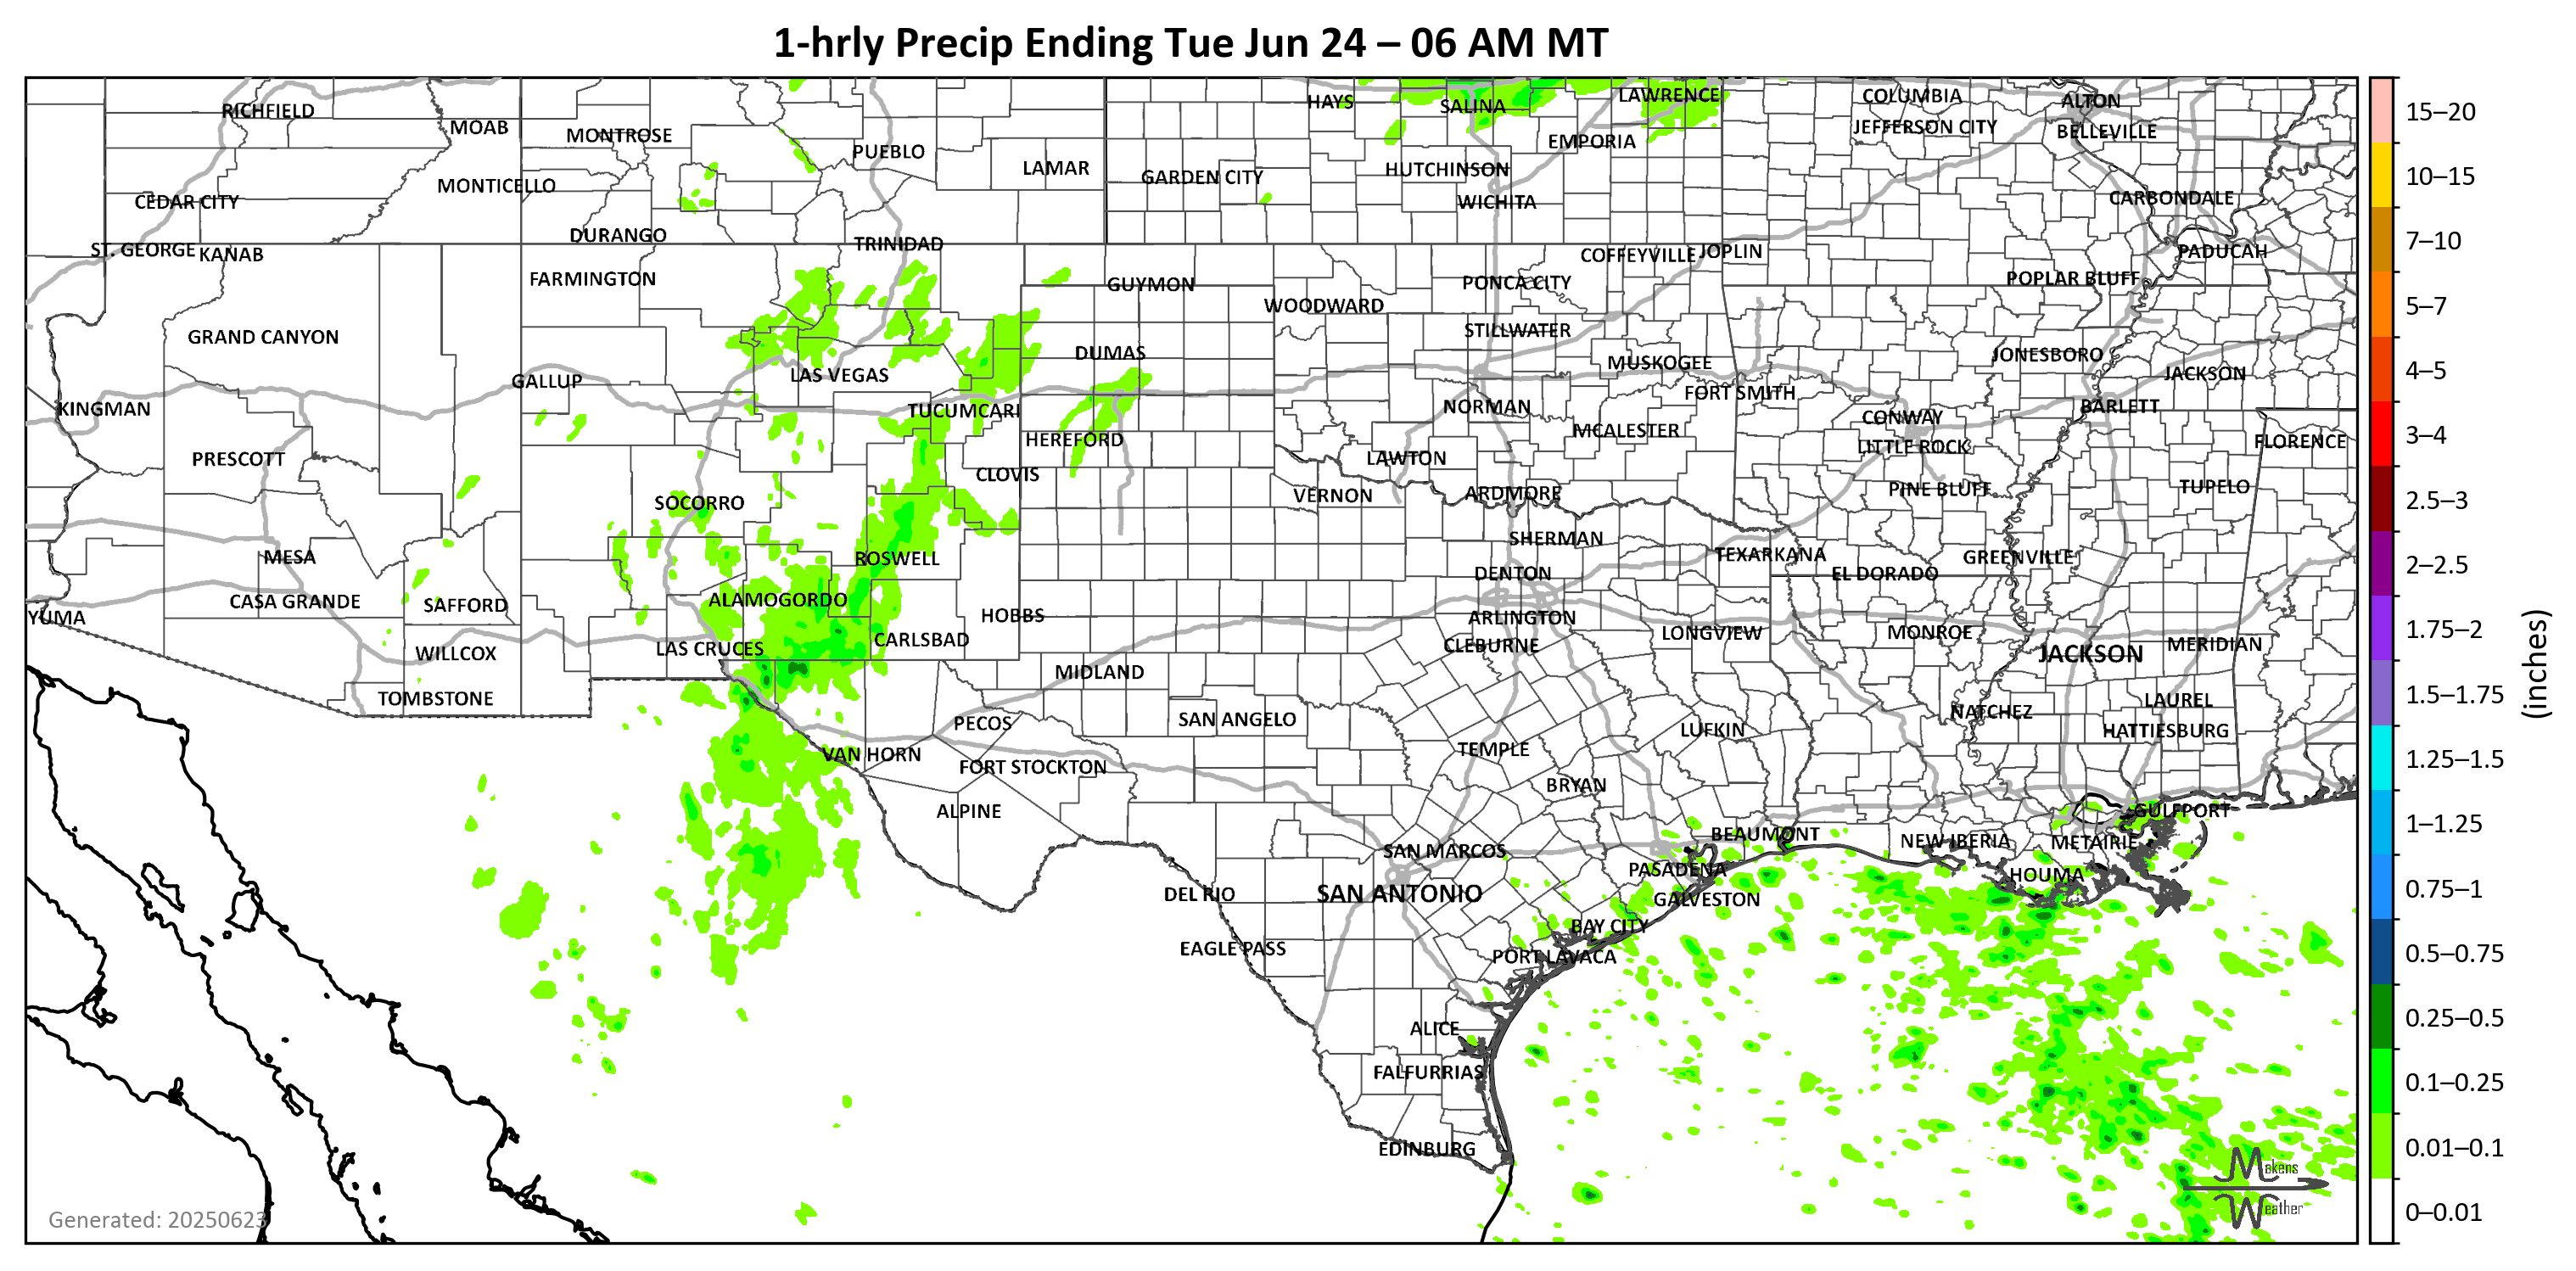 1-hrly Precip Ending Tue Jun 24 – 06 AM MT
RICHFIELD
MOAB
MONTROSE
PUEBLO
LAMAR
HAYS
SALINA
LAWRENCE
COLUMBIA
ALTON
JEFFERSON CITY
BELLEVILLE
EMPORIA
MONTICELLO
GARDEN CITY
HUTCHINSON
CEDAR CITY
WICHITA
CARBONDALE
DURANGO
TRINIDAD
ST. GEORGE
KANAB
COFFEYVILLE
JOPLIN
PADUCAH
FARMINGTON
GUYMON
PONCA CITY
POPLAR BLUFF
WOODWARD
GRAND CANYON
STILLWATER
DUMAS
JONESBORO
LAS VEGAS
MUSKOGEE
JACKSON
GALLUP
FORT SMITH
KINGMAN
TUCUMCARI
NORMAN
BARLETT
CONWAY
HEREFORD
MCALESTER
LITTLE ROCK
FLORENCE
PRESCOTT
CLOVIS
LAWTON
SOCORRO
VERNON
ARDMORE
PINE BLUFF
TUPELO
MESA
ROSWELL
SHERMAN
TEXARKANA
GREENVILLE
DENTON
EL DORADO
CASA GRANDE
SAFFORD
ALAMOGORDO
YUMA
HOBBS
ARLINGTON
CARLSBAD
CLEBURNE
LONGVIEW
MONROE
MERIDIAN
WILLCOX
LAS CRUCES
JACKSON
MIDLAND
TOMBSTONE
LAUREL
PECOS
SAN ANGELO
NATCHEZ
LUFKIN
HATTIESBURG
VAN HORN
TEMPLE
FORT STOCKTON
BRYAN
ALPINE
GULFPORT
BEAUMONT
NEW IBERIA
METAIRIE
SAN MARCOS
PASADENA
HOUMA
DEL RIO
SAN ANTONIO
GALVESTON
BAY CITY
EAGLE PASS
PORT LAVACA
ALICE
FALFURRIAS
EDINBURG
Makens
Weather
Generated: 20250623
15–20
10–15
7–10
5–7
4–5
3–4
2.5–3
2–2.5
1.75–2
1.5–1.75
1.25–1.5
1–1.25
0.75–1
0.5–0.75
0.25–0.5
0.1–0.25
0.01–0.1
0–0.01
(inches)